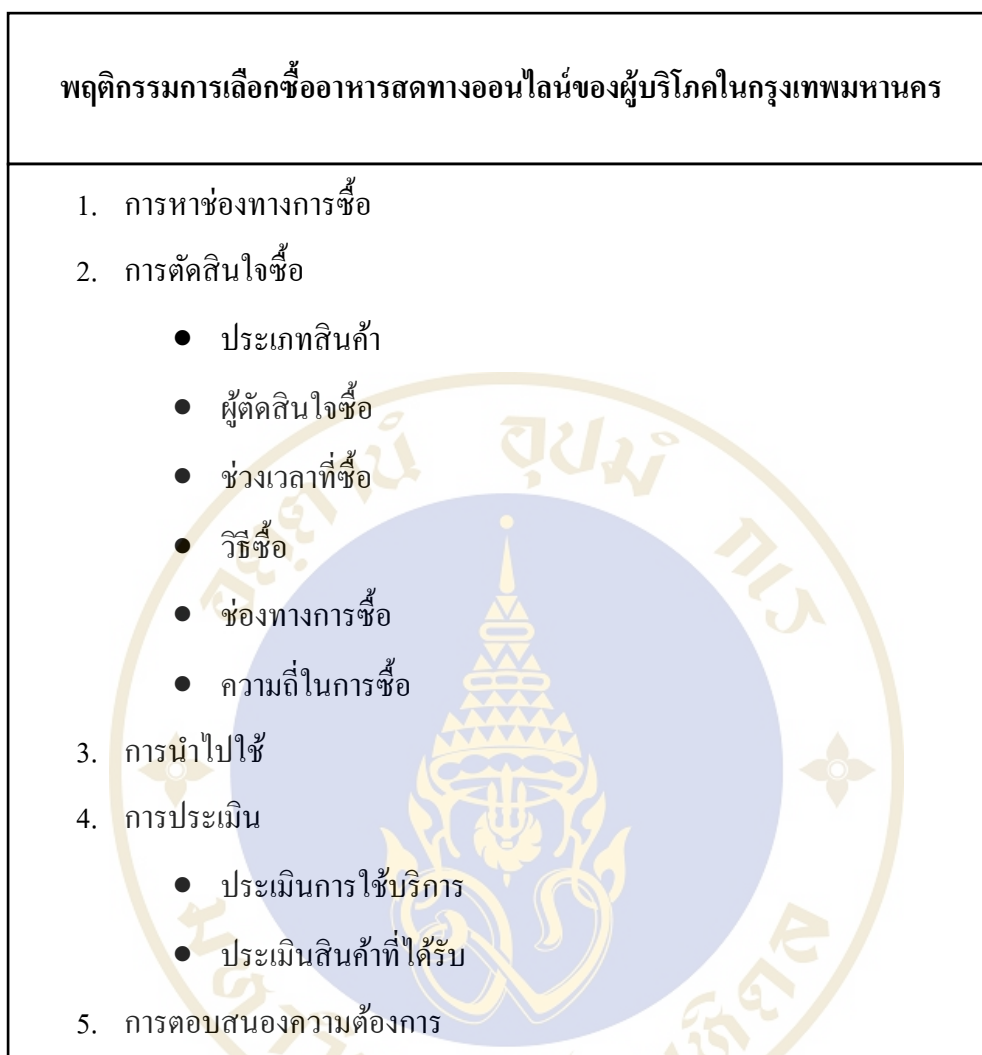 พฤติกรรมการเลือกซื้ออาหารสดทางออนไลน์ของผู้บริโภคในกรุงเทพมหานคร
1. การหาช่องทางการซื้อ
2. การตัดสินใจซื้อ
● ประเภทสินค้า
● ผู้ตัดสินใจซื้อ
● ช่วงเวลาที่ซื้อ
● วิธีซื้อ
● ช่องทางการซื้อ
● ความถี่ในการซื้อ
3. การนำไปใช้
4. การประเมิน
● ประเมินการใช้บริการ
● ประเมินสินค้าที่ได้รับ
5. การตอบสนองความต้องการ